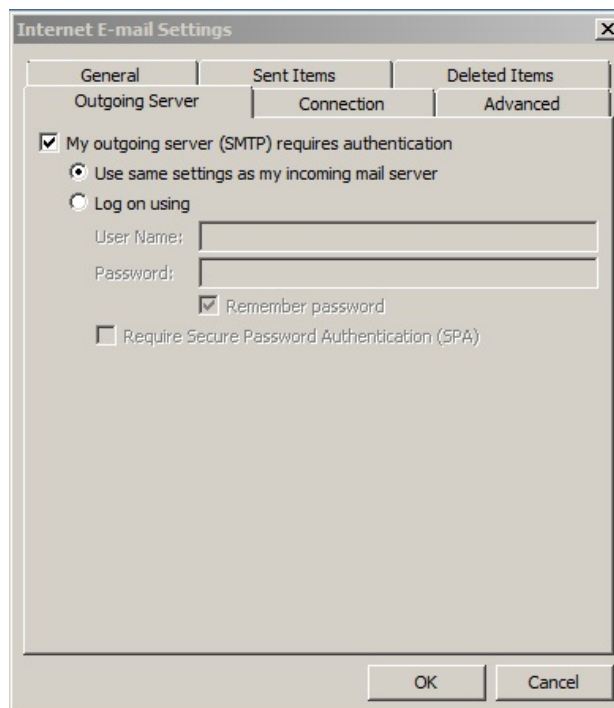 Internet E-mail Settings
General Sent Items Deleted Items
Outgoing Server Connection Advanced
My outgoing server (SMTP) requires authentication
Use same settings as my incoming mail server
Log on using
User Name:
Password:
Remember password
Require Secure Password Authentication (SPA)
OK Cancel